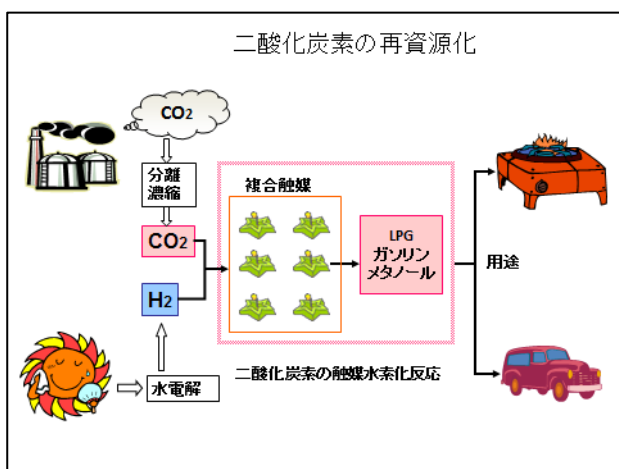 二酸化炭素の再資源化
CO2
分離
濃縮
複合触媒
CO2
LPG
ガソリン
メタノール
用途
H2
水電解
二酸化炭素の触媒水素化反応